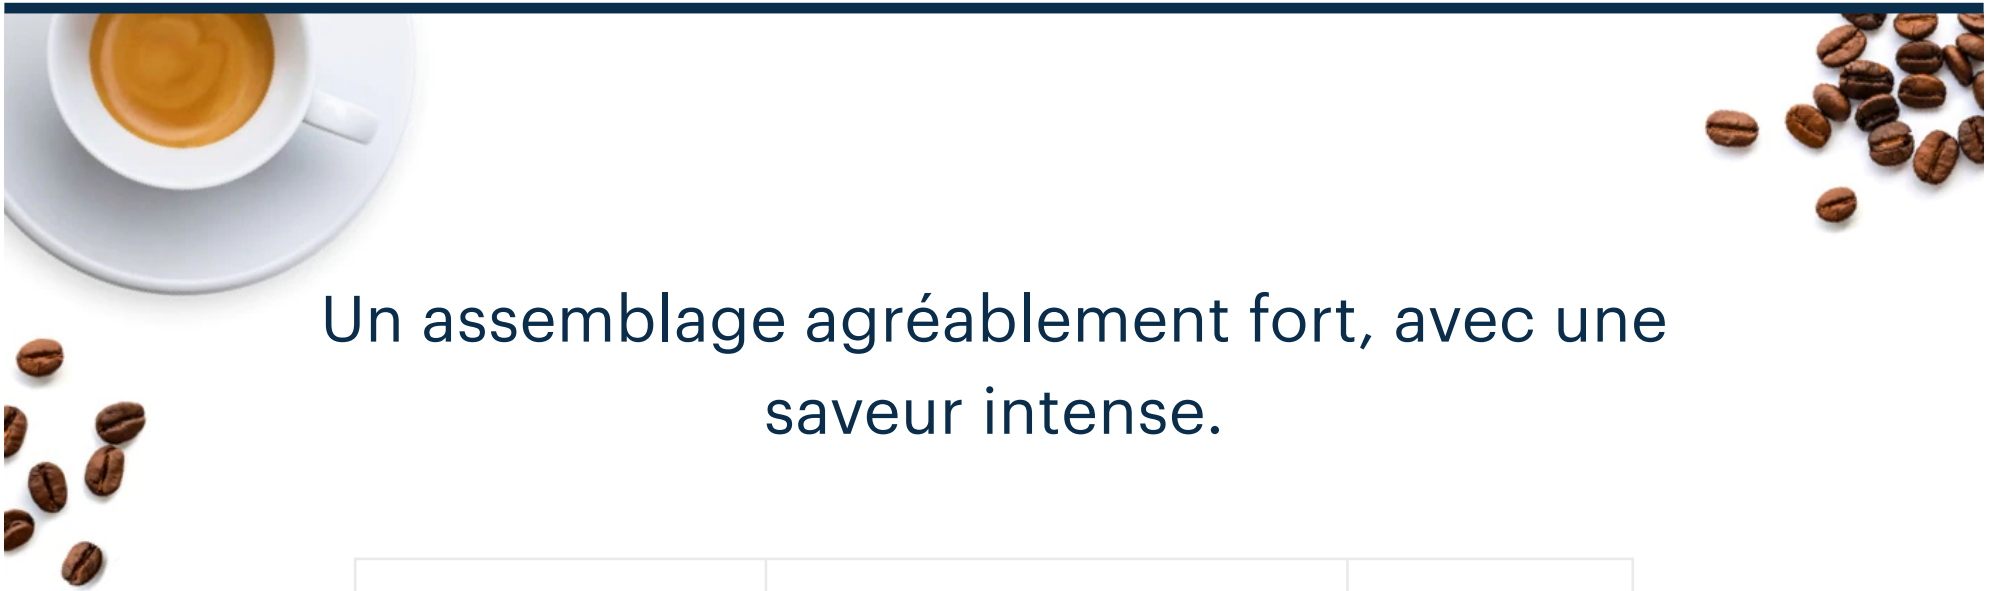 Un assemblage agréablement fort, avec une
saveur intense.